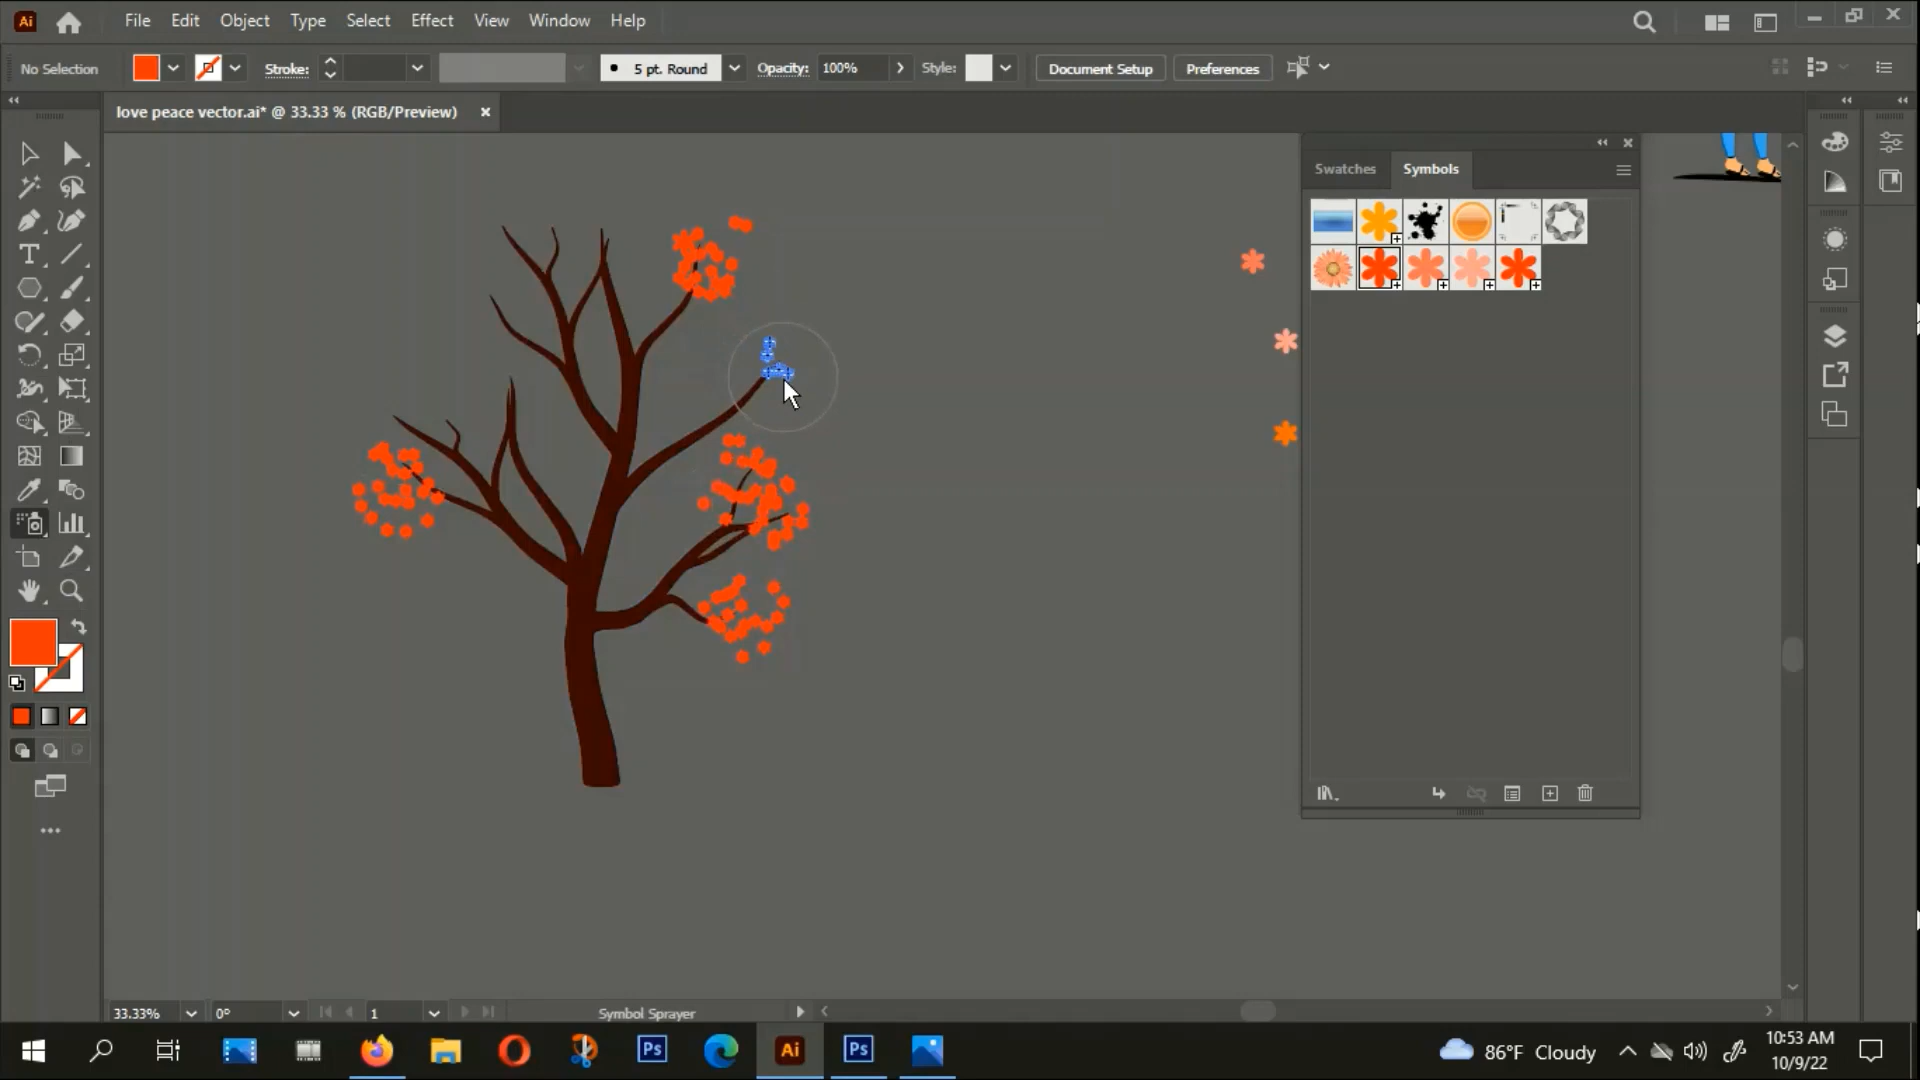 Ai File Edit Object Type Select Effect View Window Help
No Selection Stroke: 5 pt. Round Opacity: 100% Style: Document Setup Preferences
love peace vector.ai* @ 33.33 % (RGB/Preview)
Swatches Symbols
33.33% 0° 1 Symbol Sprayer
Ps Ai Ps 86°F Cloudy
10:53 AM
10/9/22